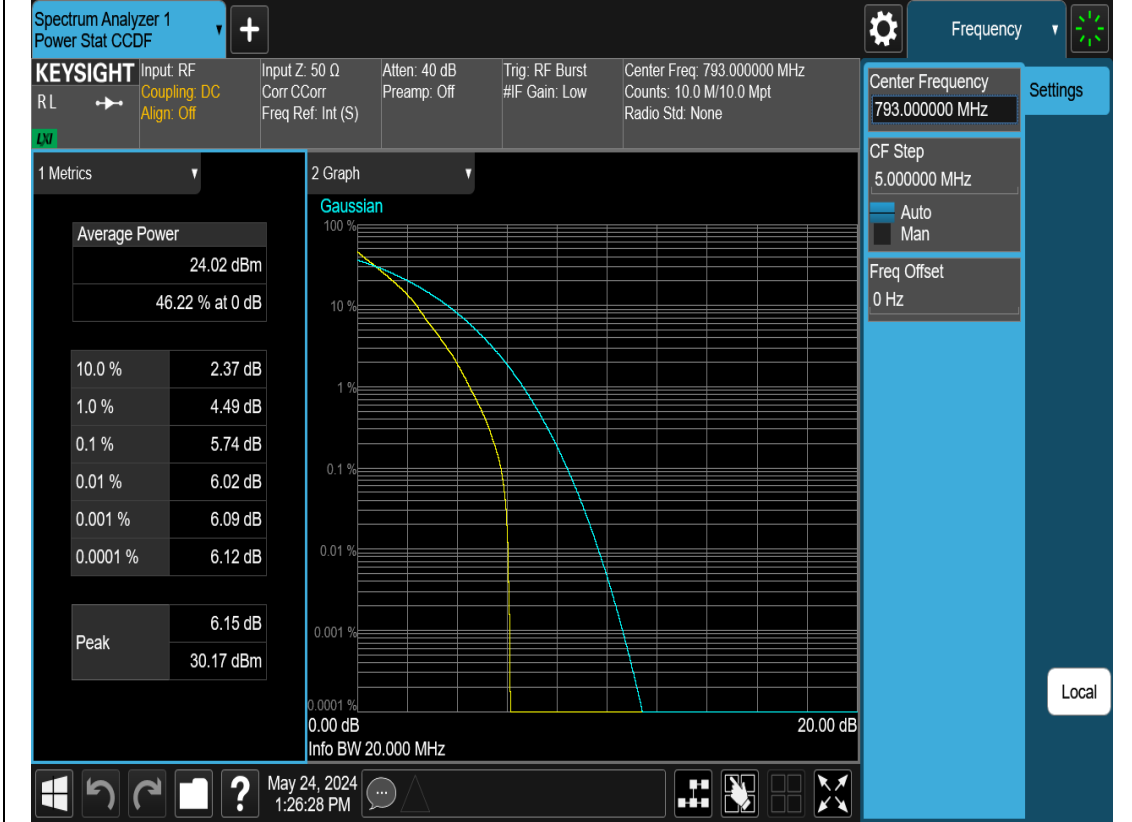 Spectrum Analyzer 1
Power Stat CCDF
+
Frequency
KEYSIGHT
RL
LXI
Input: RF
Coupling: DC
Align: Off
Input Z: 50 Ω
Corr CCorr
Freq Ref: Int (S)
Atten: 40 dB
Preamp: Off
Trig: RF Burst
#IF Gain: Low
Center Freq: 793.000000 MHz
Counts: 10.0 M/10.0 Mpt
Radio Std: None
Center Frequency
793.000000 MHz
Settings
CF Step
5.000000 MHz
Auto
Man
Freq Offset
0 Hz
Local
1 Metrics
Average Power
24.02 dBm
46.22 % at 0 dB
10.0 % 2.37 dB
1.0 % 4.49 dB
0.1 % 5.74 dB
0.01 % 6.02 dB
0.001 % 6.09 dB
0.0001 % 6.12 dB
Peak
6.15 dB
30.17 dBm
2 Graph
Gaussian
100 %
10 %
1 %
0.1 %
0.01 %
0.001 %
0.0001 %
0.00 dB 20.00 dB
Info BW 20.000 MHz
?
May 24, 2024
1:26:28 PM